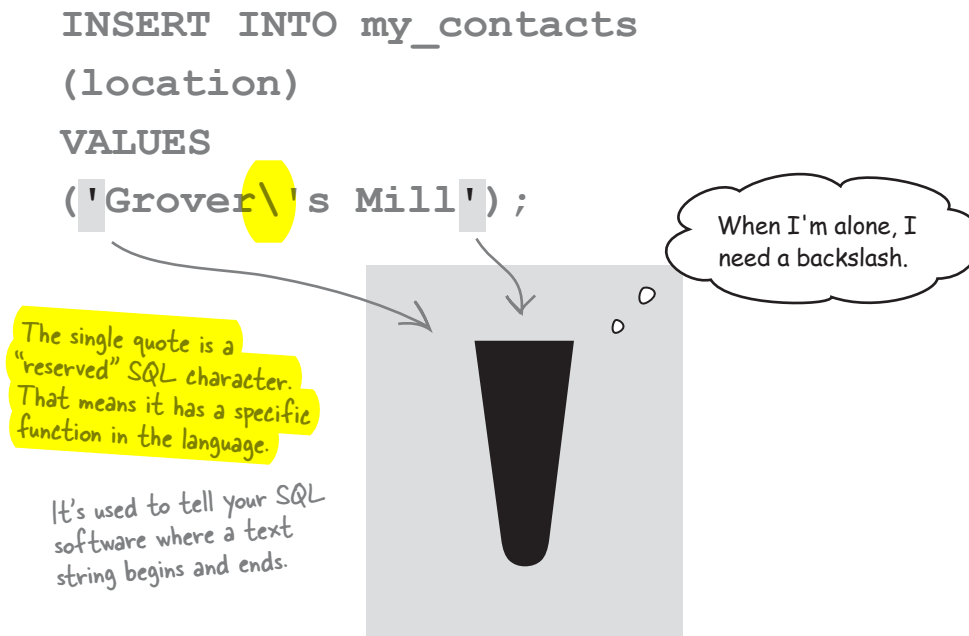 INSERT INTO my_contacts
(location)
VALUES
('Grover\'s Mill');
When I'm alone, I
need a backslash.
The single quote is a
"reserved" SQL character.
That means it has a specific
function in the language.
It's used to tell your SQL
software where a text
string begins and ends.